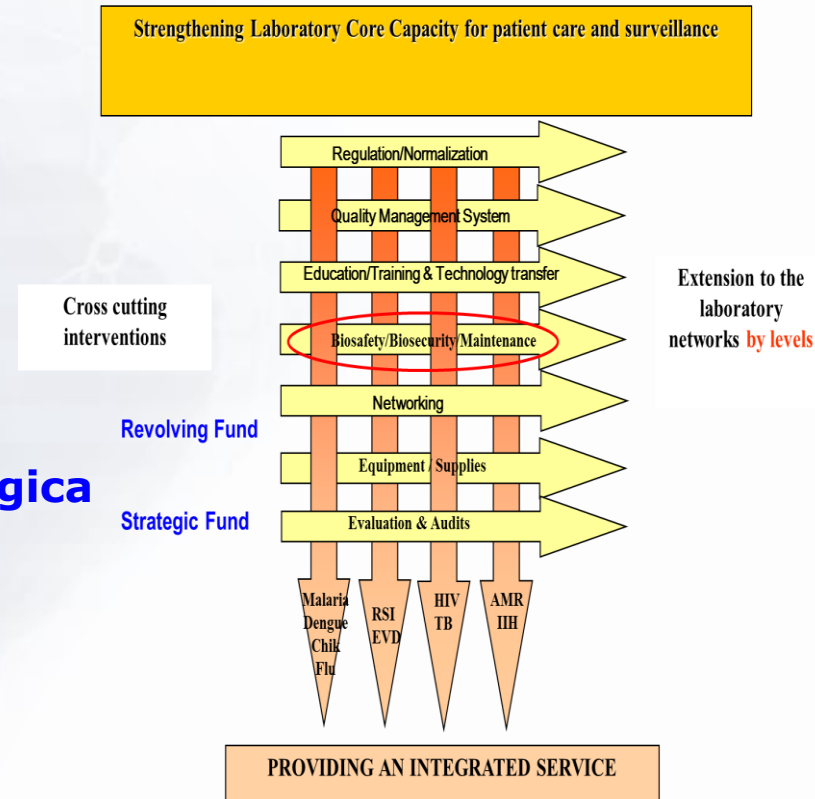 Strengthening Laboratory Core Capacity for patient care and surveillance
Regulation/Normalization
Quality Management System
Education/Training & Technology transfer
Biosafety/Biosecurity/Maintenance
Networking
Equipment / Supplies
Evaluation & Audits
Cross cutting
interventions
Extension to the
laboratory
networks by levels
Revolving Fund
gica
Strategic Fund
Malaria
Dengue
Chik
Flu
RSI
EVD
HIV
TB
AMR
IIH
PROVIDING AN INTEGRATED SERVICE